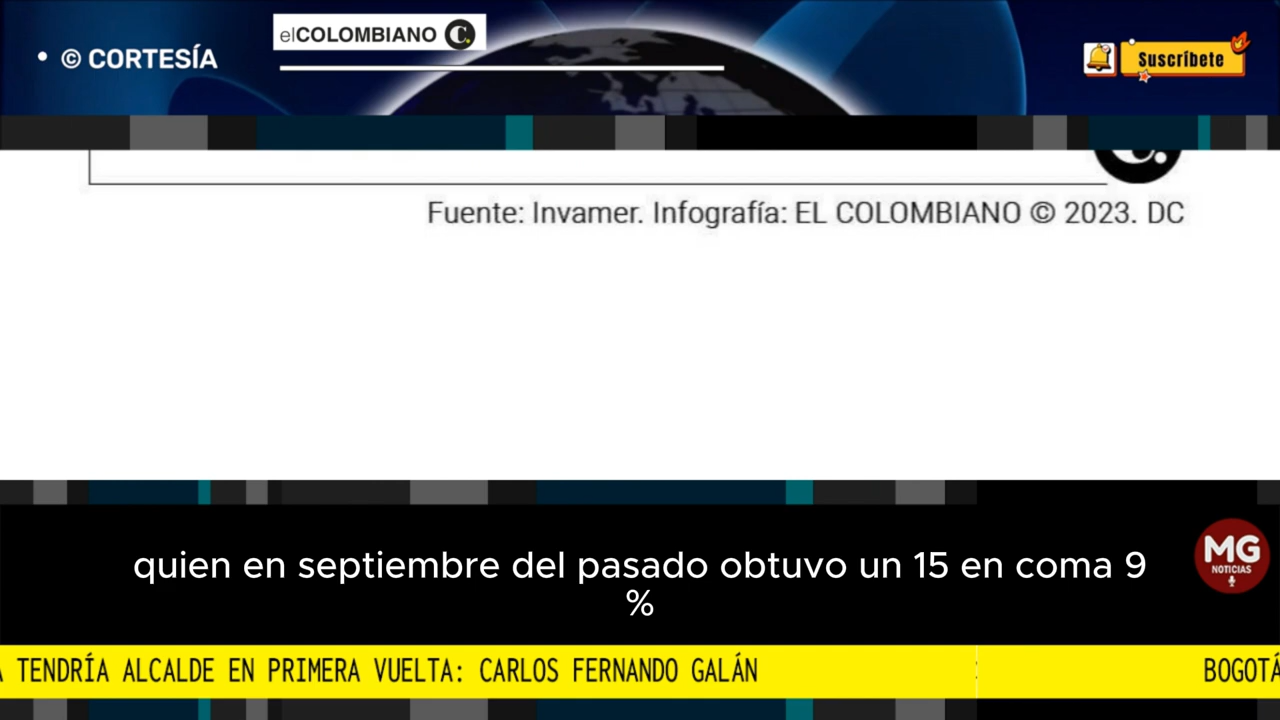 • © CORTESÍA
elCOLOMBIANO C.
Suscríbete
Fuente: Invamer. Infografía: EL COLOMBIANO © 2023. DC
quien en septiembre del pasado obtuvo un 15 en coma 9
%
MG
NOTICIAS
A TENDRÍA ALCALDE EN PRIMERA VUELTA: CARLOS FERNANDO GALÁN
BOGOTÁ